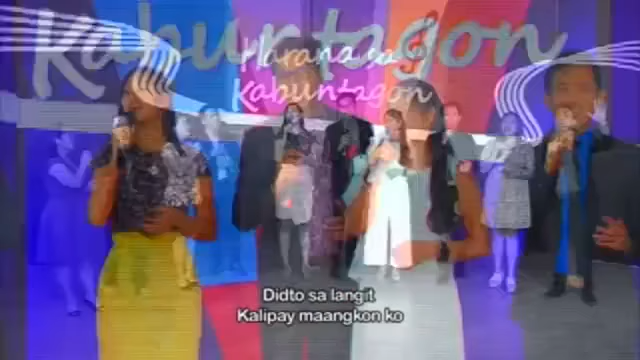 Kabuntagon
Harana sa
Kabuntagon
Didto sa langit
Kalipay maangkon ko